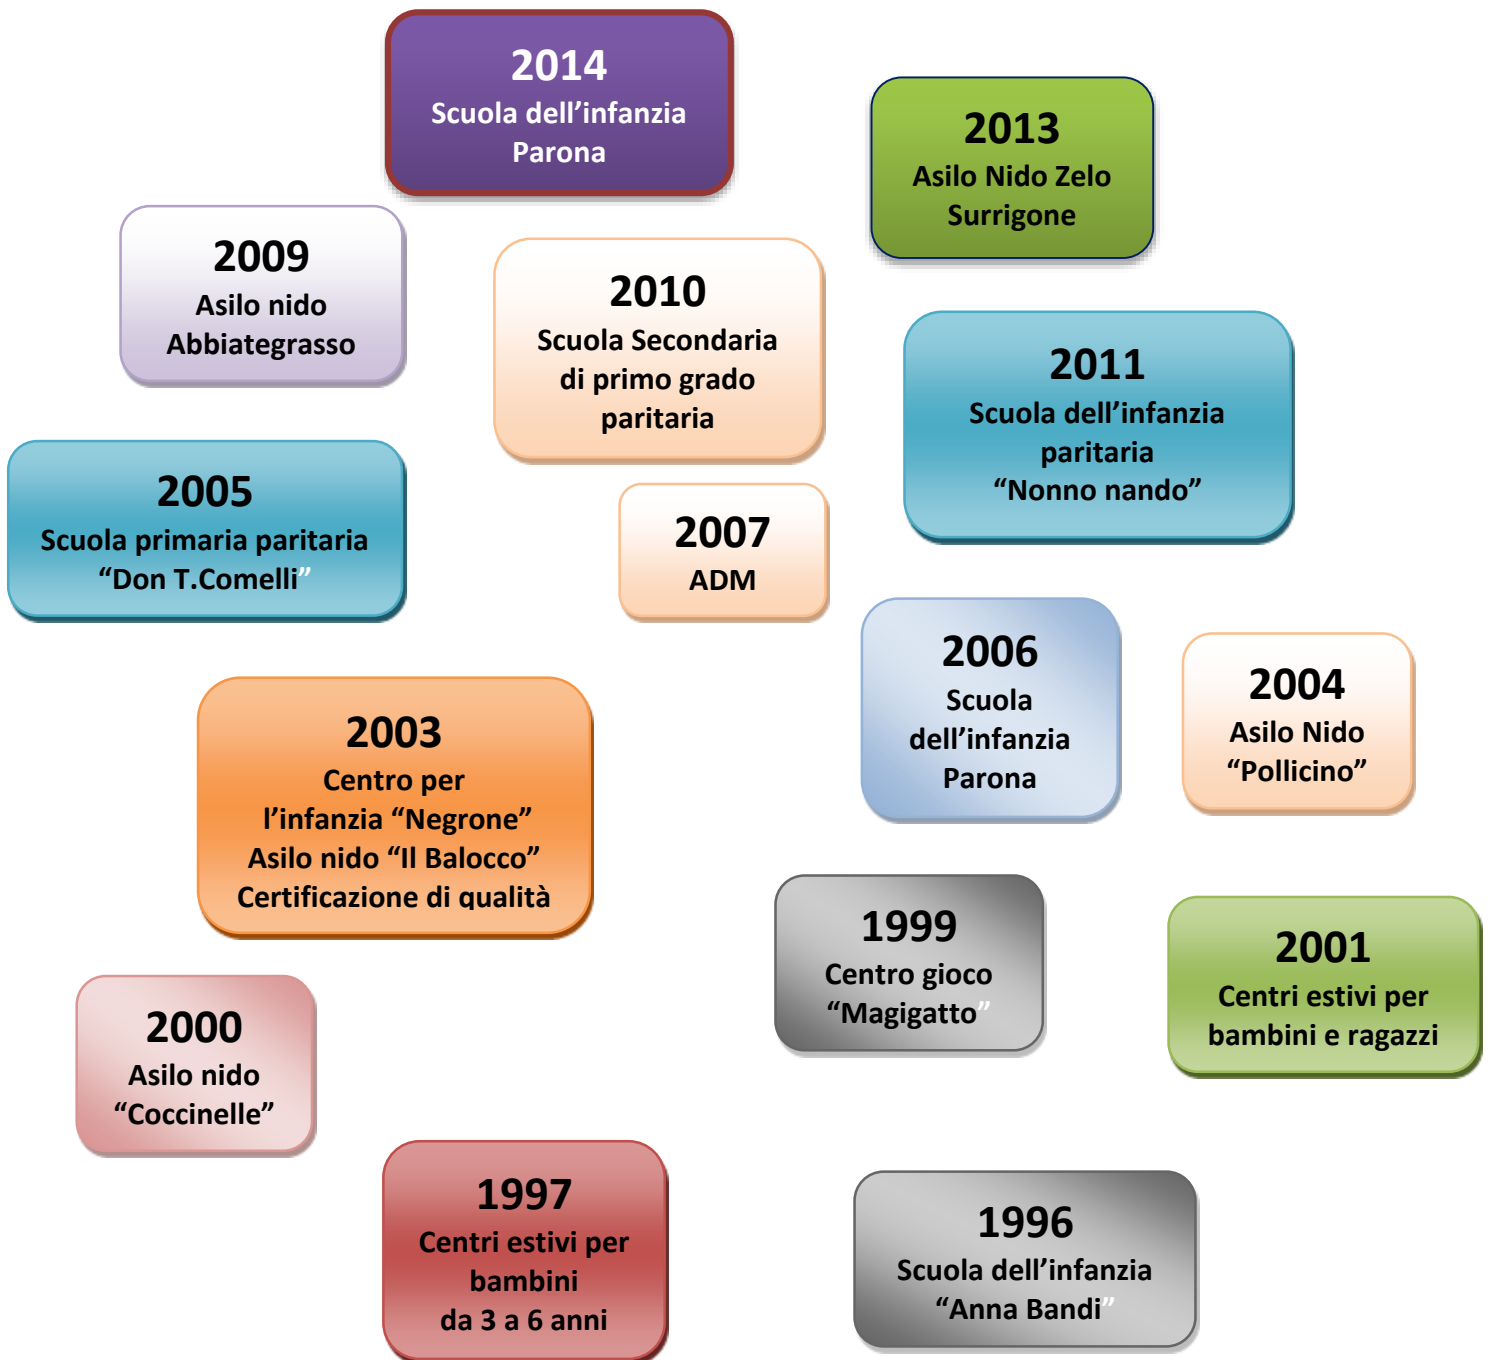 2014
Scuola dell’infanzia
Parona
2013
Asilo Nido Zelo
Surrigone
2009
Asilo nido
Abbiategrasso
2010
Scuola Secondaria
di primo grado
paritaria
2011
Scuola dell’infanzia
paritaria
“Nonno nando”
2005
Scuola primaria paritaria
“Don T.Comelli”
2007
ADM
2006
Scuola
dell’infanzia
Parona
2004
Asilo Nido
“Pollicino”
2003
Centro per
l’infanzia “Negrone”
Asilo nido “Il Balocco”
Certificazione di qualità
1999
Centro gioco
“Magigatto”
2001
Centri estivi per
bambini e ragazzi
2000
Asilo nido
“Coccinelle”
1997
Centri estivi per
bambini
da 3 a 6 anni
1996
Scuola dell’infanzia
“Anna Bandi”